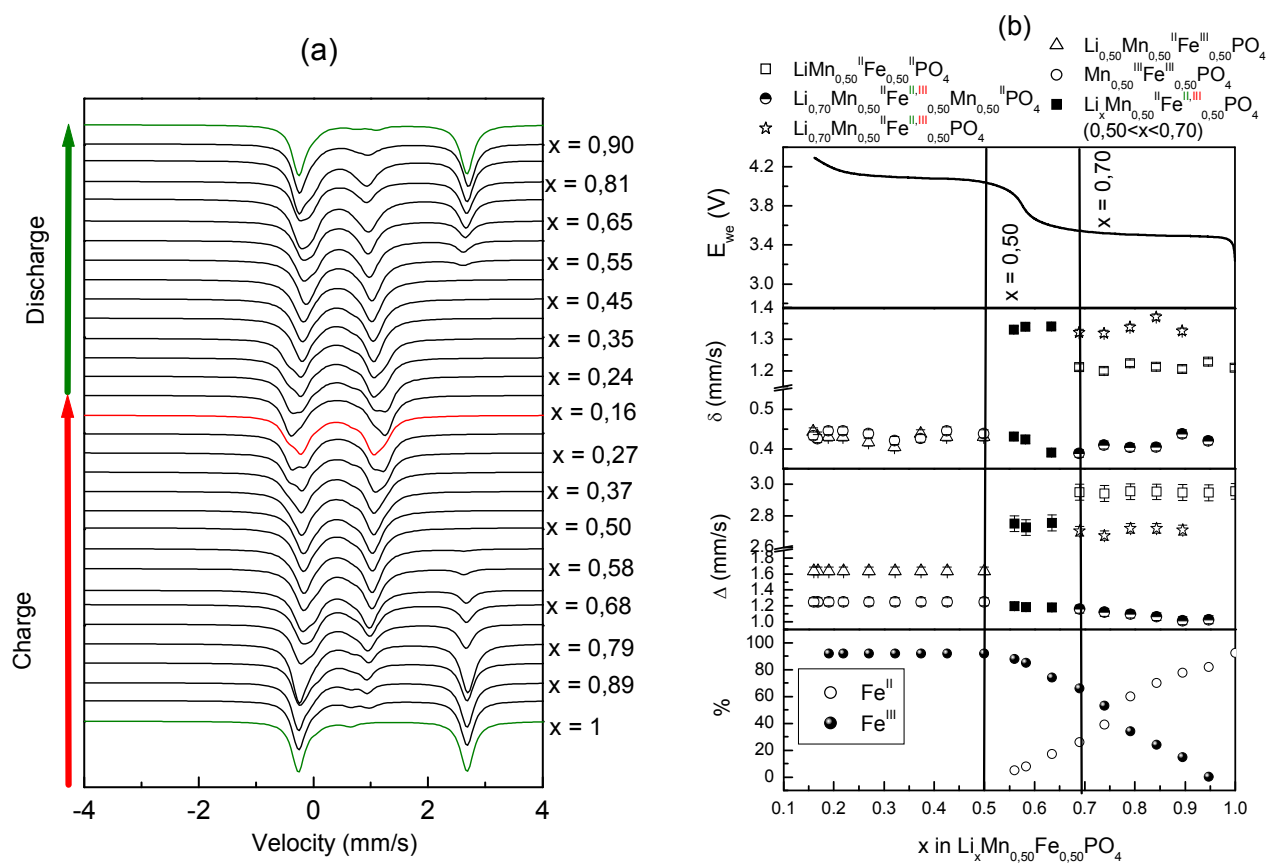 (a)
Discharge
Charge
x = 0,90
x = 0,81
x = 0,65
x = 0,55
x = 0,45
x = 0,35
x = 0,24
x = 0,16
x = 0,27
x = 0,37
x = 0,50
x = 0,58
x = 0,68
x = 0,79
x = 0,89
x = 1
-4 -2 0 2 4
Velocity (mm/s)
(b)
LiMn0,50IIFe0,50IIPO4
Li0,70Mn0,50IIFeII,III0,50Mn0,50IIPO4
Li0,70Mn0,50IIFeII,III0,50PO4
Li0,50Mn0,50IIFeIII0,50PO4
Mn0,50IIIFeIII0,50PO4
LixMn0,50IIFeII,III0,50PO4
(0,50<x<0,70)
Ewe (V)
4.2
3.6
3.4
3.0
1.4
x = 0,50
x = 0,70
δ (mm/s)
1.3
1.2
0.5
0.4
Δ (mm/s)
3.0
2.8
2.6
1.8
1.6
1.4
1.2
1.0
%
100
80
60
40
20
0
FeII
FeIII
0.1 0.2 0.3 0.4 0.5 0.6 0.7 0.8 0.9 1.0
x in LixMn0,50Fe0,50PO4